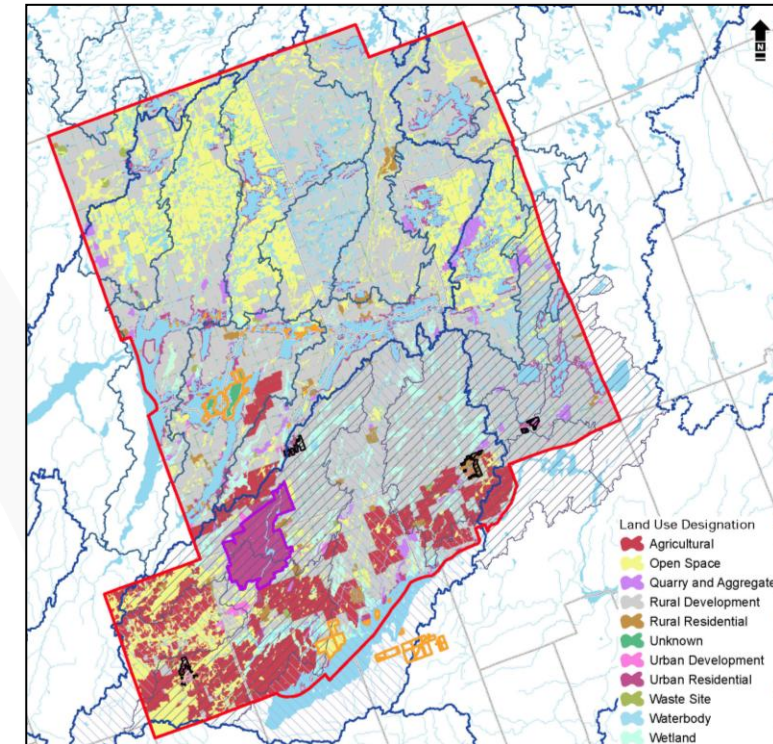 N
Land Use Designation
Agricultural
Open Space
Quarry and Aggregate
Rural Development
Rural Residential
Unknown
Urban Development
Urban Residential
Waste Site
Waterbody
Wetland